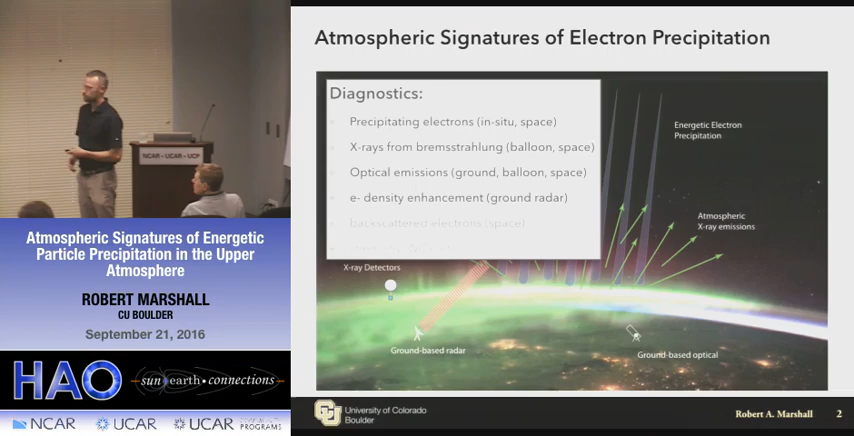 NCAR • UCAR • UCP
Atmospheric Signatures of Energetic
Particle Precipitation in the Upper
Atmosphere
ROBERT MARSHALL
CU BOULDER
September 21, 2016
HAO
sun earth • connections
NCAR
UCAR
UCAR
PROGRAMS
Atmospheric Signatures of Electron Precipitation
Diagnostics:
Precipitating electrons (in-situ, space)
X-rays from bremsstrahlung (balloon, space)
Optical emissions (ground, balloon, space)
e- density enhancement (ground radar)
backscattered electrons (space)
Energetic Electron
Precipitation
Atmospheric
X-ray emissions
X-ray Detectors
Ground-based radar
Ground-based optical
University of Colorado
Boulder
Robert A. Marshall
2